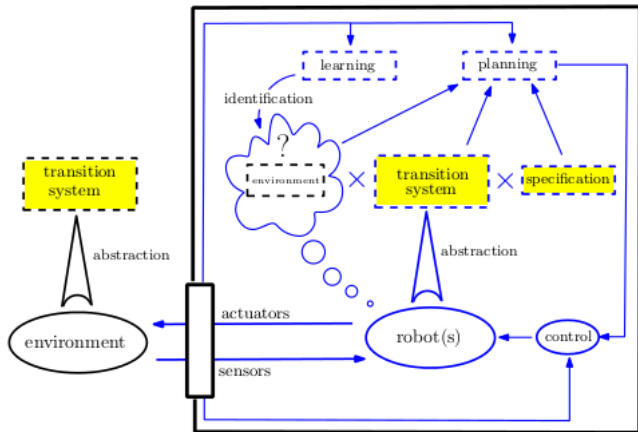 learning
planning
identification
?
environment
×
transition
system
×
specification
transition
system
abstraction
abstraction
actuators
environment
robot(s)
control
sensors